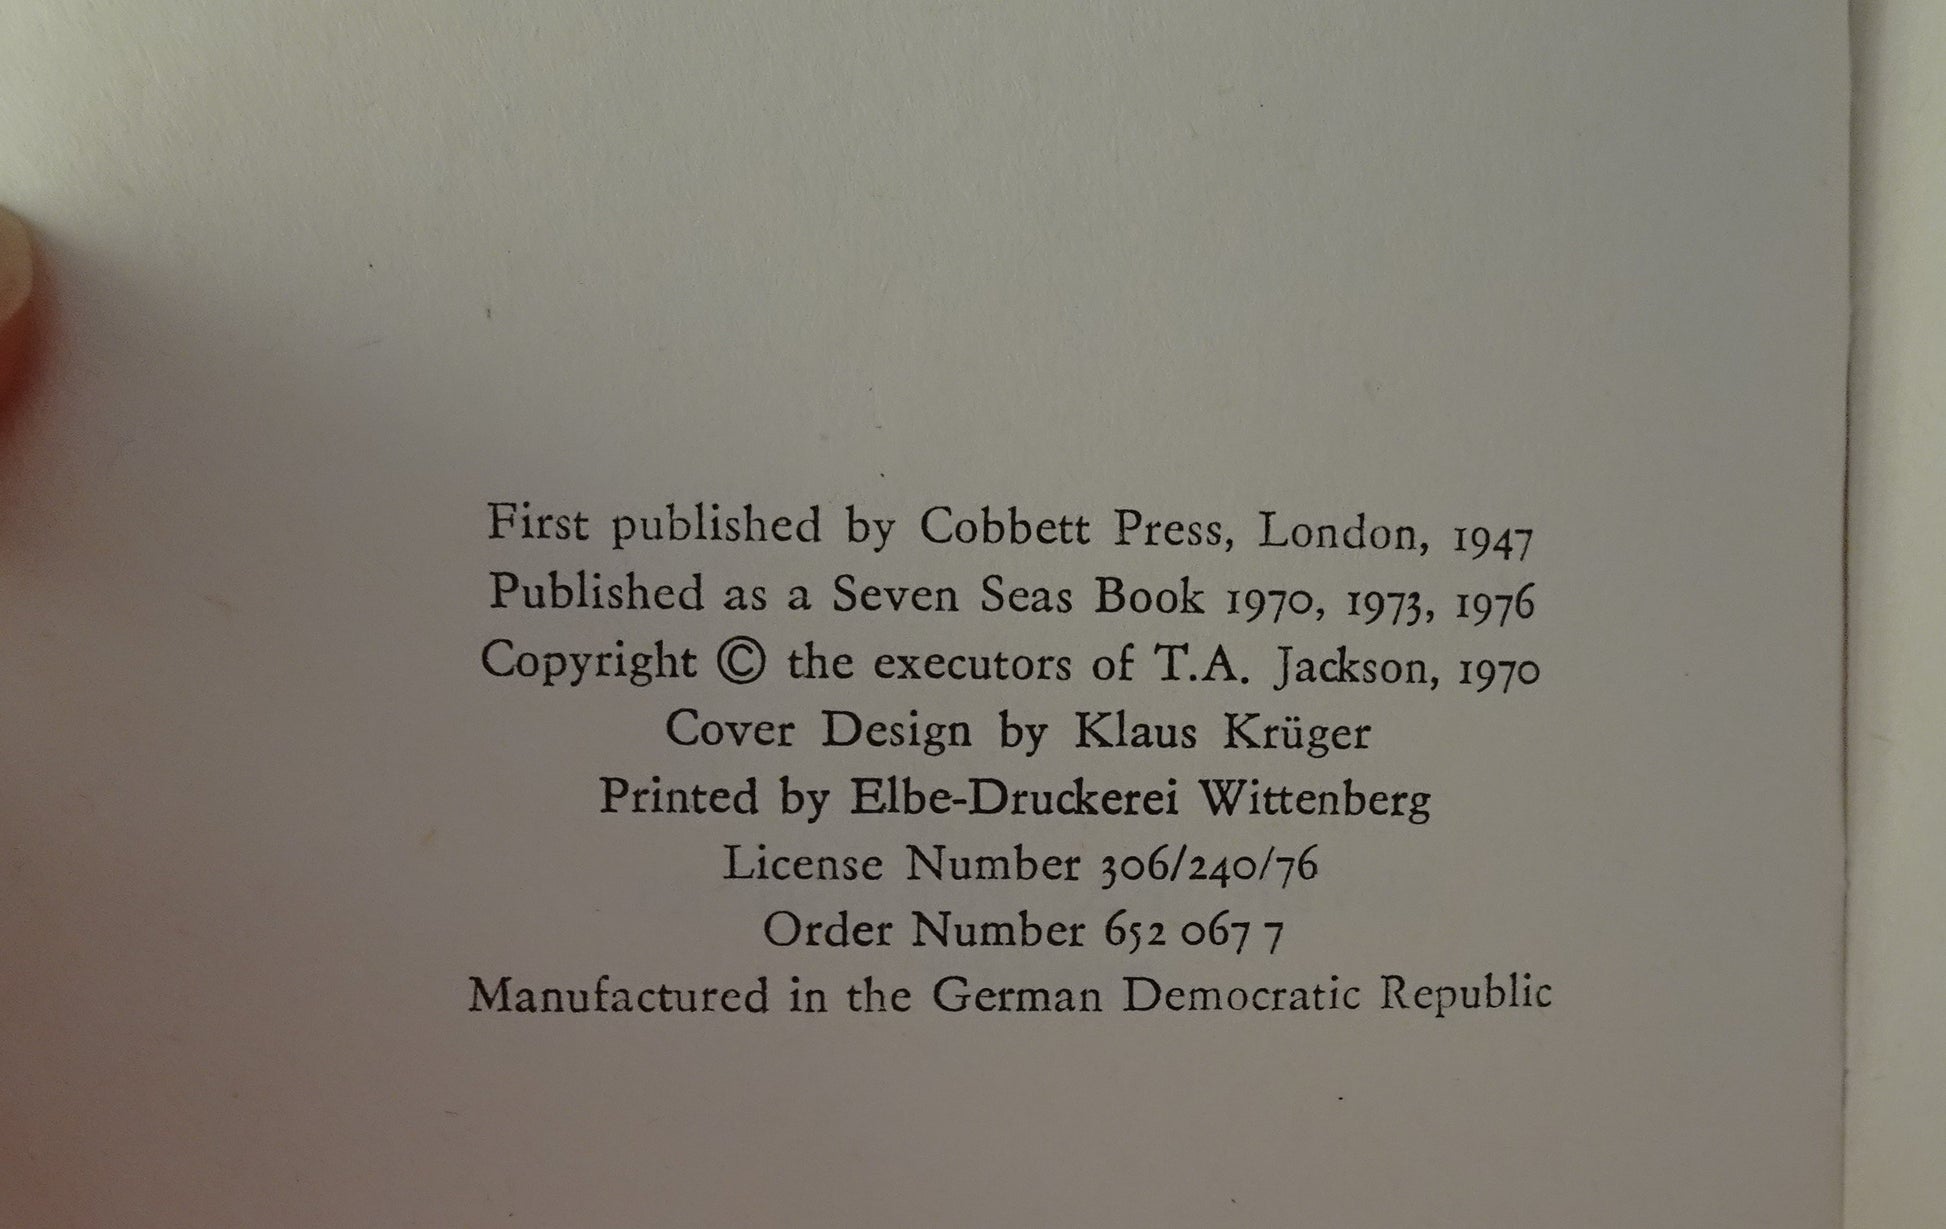 First published by Cobbett Press, London, 1947
Published as a Seven Seas Book 1970, 1973, 1976
Copyright © the executors of T.A. Jackson, 1970
Cover Design by Klaus Krüger
Printed by Elbe-Druckerei Wittenberg
License Number 306/240/76
Order Number 652 067 7
Manufactured in the German Democratic Republic